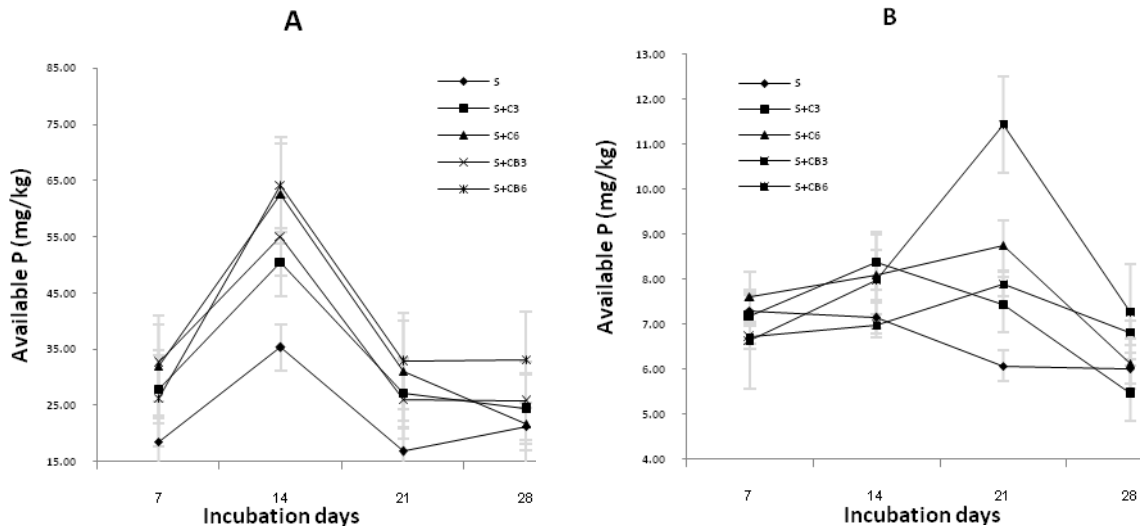 A
85.00
75.00
65.00
55.00
45.00
35.00
25.00
15.00
Available P (mg/kg)
7 14 21 28
Incubation days
S
S+C3
S+C6
S+CB3
S+CB6
B
13.00
12.00
11.00
10.00
9.00
8.00
7.00
6.00
5.00
4.00
Available P (mg/kg)
7 14 21 28
Incubation days
S
S+C3
S+C6
S+CB3
S+CB6